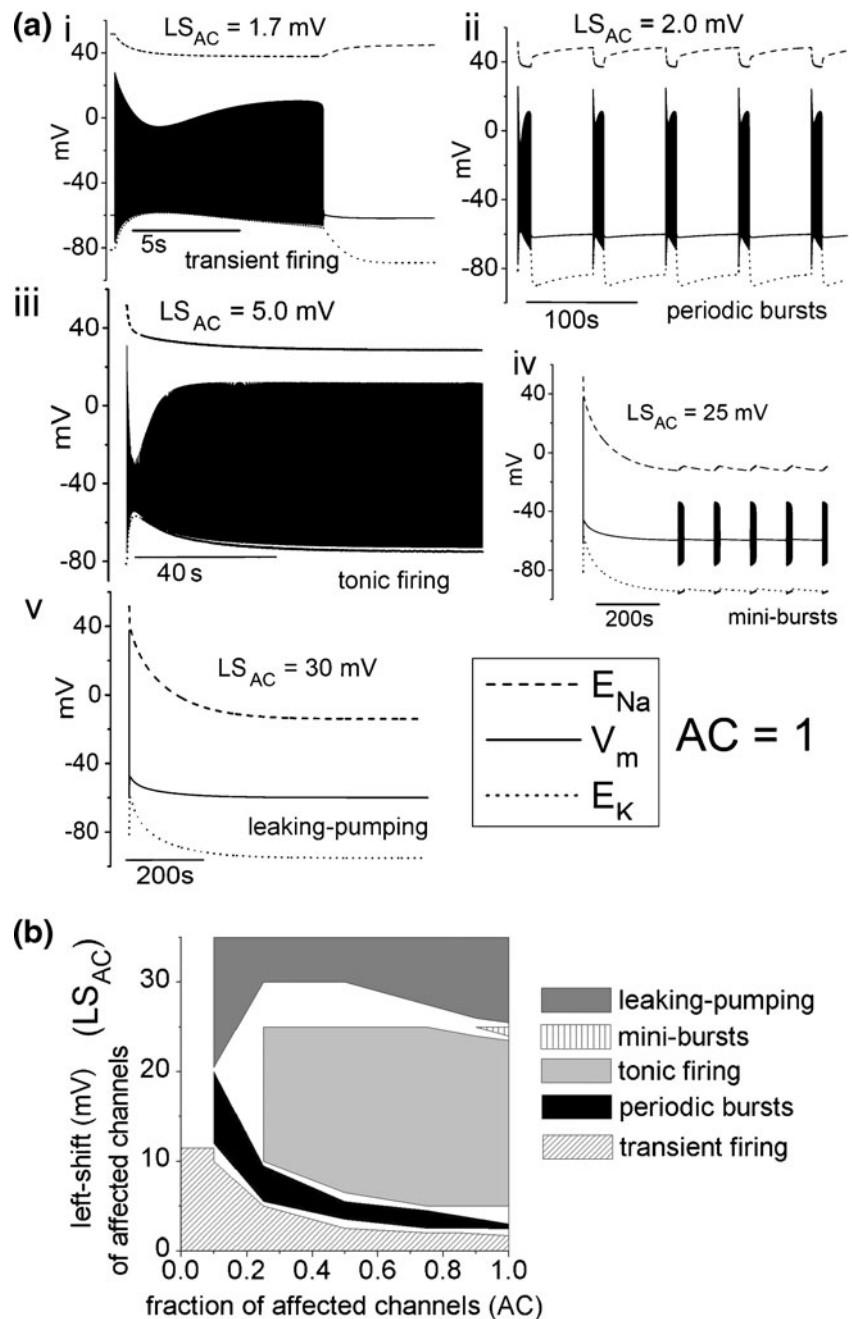 (a)
i
LS_AC = 1.7 mV
40
0
-40
-80
mV
5s
transient firing
ii
LS_AC = 2.0 mV
40
0
-40
-80
mV
100s
periodic bursts
iii
LS_AC = 5.0 mV
40
0
-40
-80
mV
40 s
tonic firing
iv
LS_AC = 25 mV
40
0
-40
-80
mV
200s
mini-bursts
v
LS_AC = 30 mV
40
0
-40
-80
mV
leaking-pumping
200s
E_Na
V_m
E_K
AC = 1
(b)
left-shift (mV) (LS_AC)
of affected channels
30
20
10
0
0.0 0.2 0.4 0.6 0.8 1.0
fraction of affected channels (AC)
leaking-pumping
mini-bursts
tonic firing
periodic bursts
transient firing